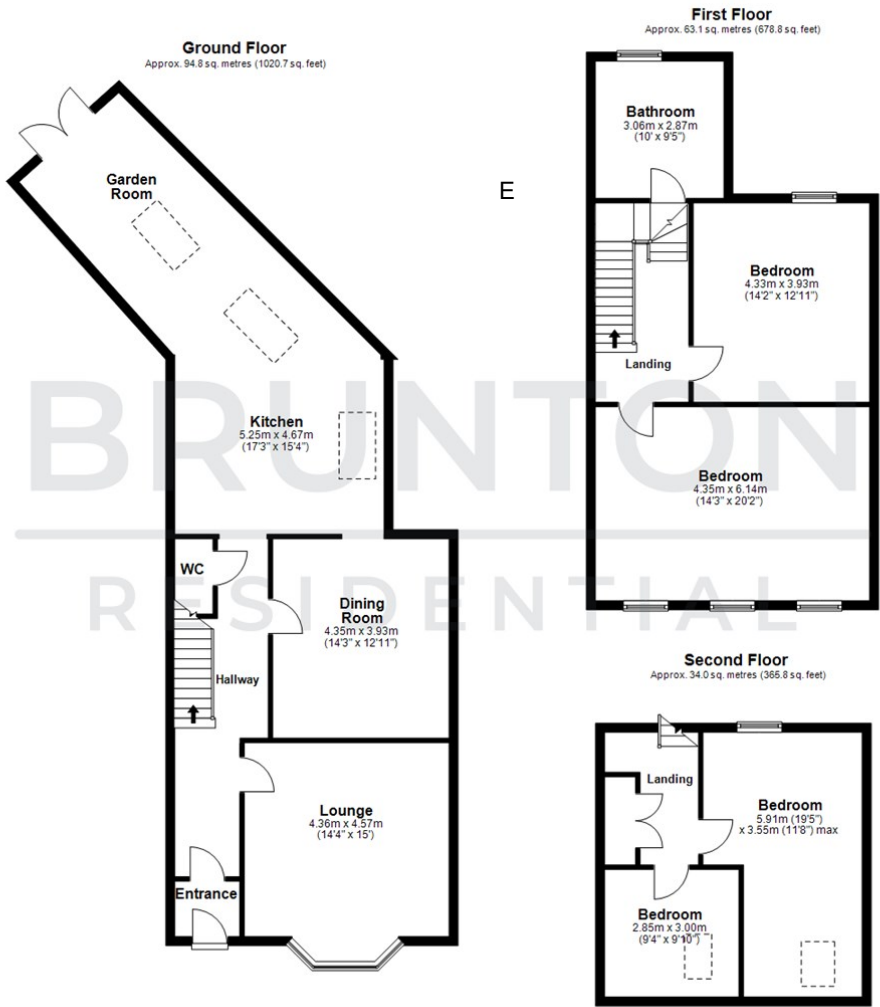 Ground Floor
Approx. 94.8 sq. metres (1020.7 sq. feet)
Garden
Room
Kitchen
5.25m x 4.67m
(17'3" x 15'4")
WC
Dining
Room
4.35m x 3.93m
(14'3" x 12'11")
Hallway
Lounge
4.36m x 4.57m
(14'4" x 15')
Entrance
E
First Floor
Approx. 63.1 sq. metres (678.8 sq. feet)
Bathroom
3.06m x 2.87m
(10' x 9'5")
Bedroom
4.33m x 3.93m
(14'2" x 12'11")
Landing
Bedroom
4.35m x 6.14m
(14'3" x 20'2")
Second Floor
Approx. 34.0 sq. metres (365.8 sq. feet)
Landing
Bedroom
5.91m (19'5")
x 3.55m (11'8") max
Bedroom
2.85m x 3.00m
(9'4" x 9'10")
BRUNTON
RESIDENTIAL